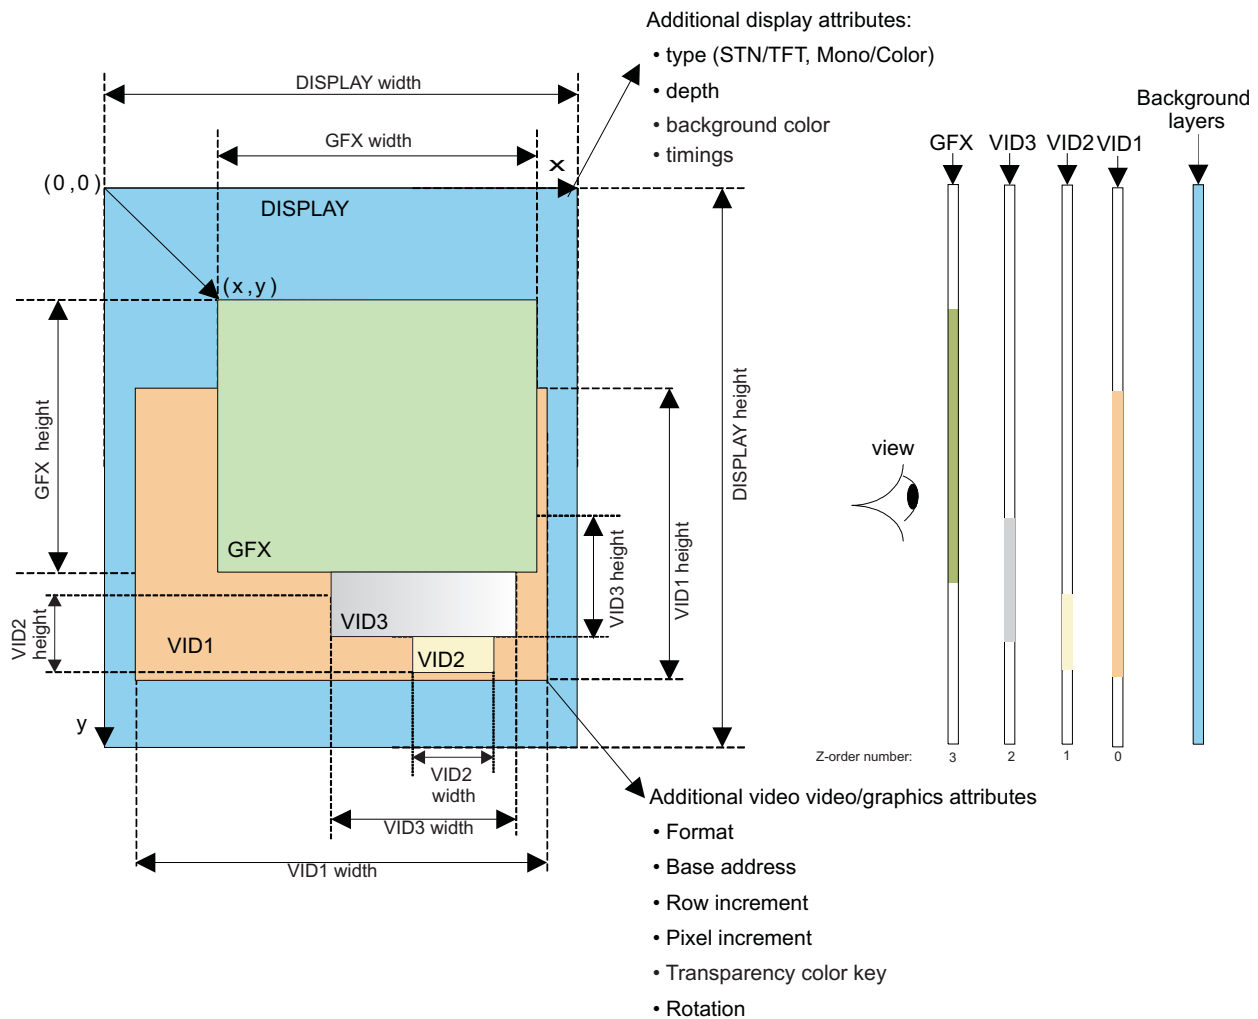 Additional display attributes:
• type (STN/TFT, Mono/Color)
• depth
• background color
• timings
DISPLAY width
GFX width
x
(0,0)
DISPLAY
(x,y)
GFX height
GFX
VID1
VID3
VID2
VID2
height
VID3 height
VID1 height
DISPLAY height
y
VID2
width
VID3 width
VID1 width
Background
layers
GFX
VID3
VID2
VID1
view
Z-order number:
3
2
1
0
Additional video video/graphics attributes
• Format
• Base address
• Row increment
• Pixel increment
• Transparency color key
• Rotation